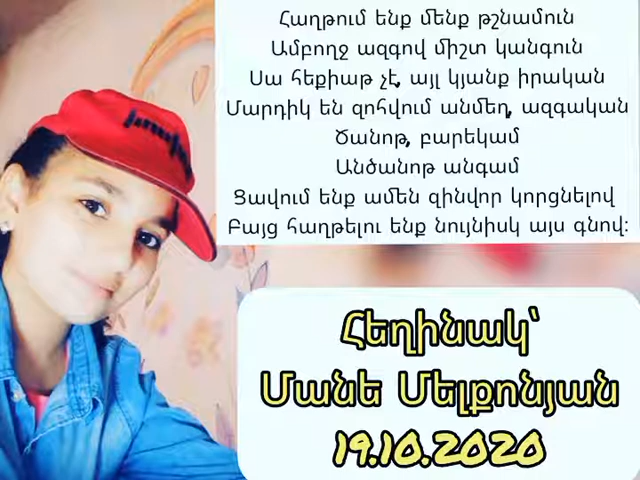 Հաղթում ենք մենք թշնամուն
Ամբողջ ազգով միշտ կանգուն
Սա հեքիաթ չէ, այլ կյանք իրական
Մարդիկ են զոհվում անմեղ, ազգական
Ծանոթ, բարեկամ
Անծանոթ անգամ
Ցավում ենք ամեն զինվոր կորցնելով
Բայց հաղթելու ենք նույնիսկ այս գնով:
Հեղինակ՝
Մանե Մելքոնյան
19.10.2020